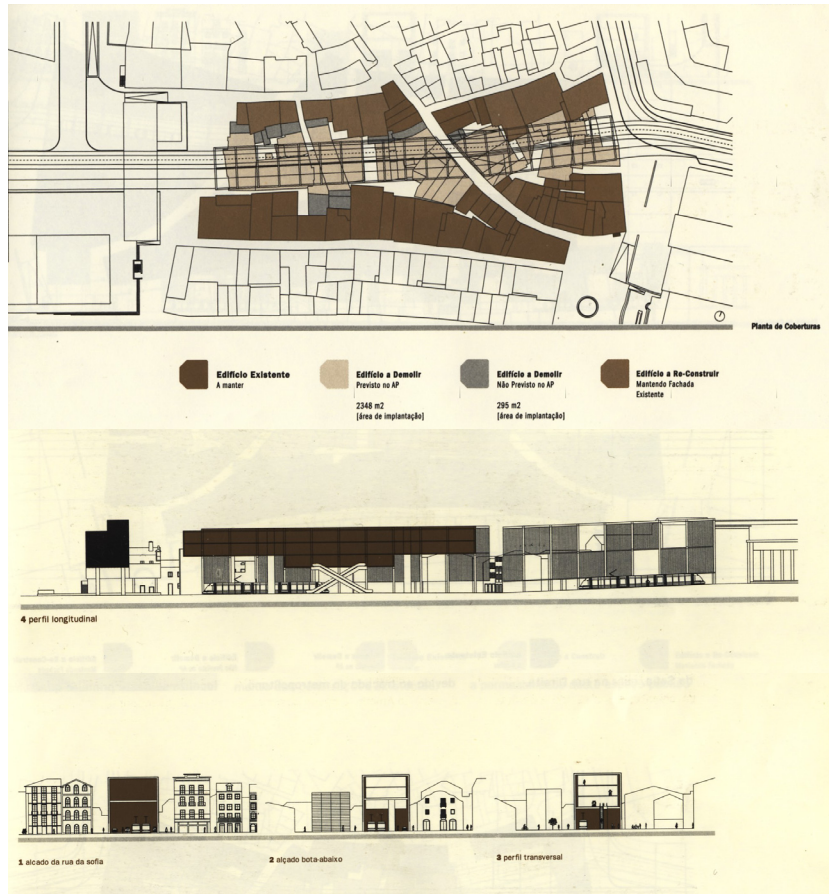 Planta de Coberturas
Edifício Existente
A manter
Edifício a Demolir
Previsto no AP
2348 m2
[área de implantação]
Edifício a Demolir
Não Previsto no AP
295 m2
[área de implantação]
Edifício a Re-Construir
Mantendo Fachada
Existente
4 perfil longitudinal
1 alcado da rua da sofia
2 alçado bota-abaixo
3 perfil transversal